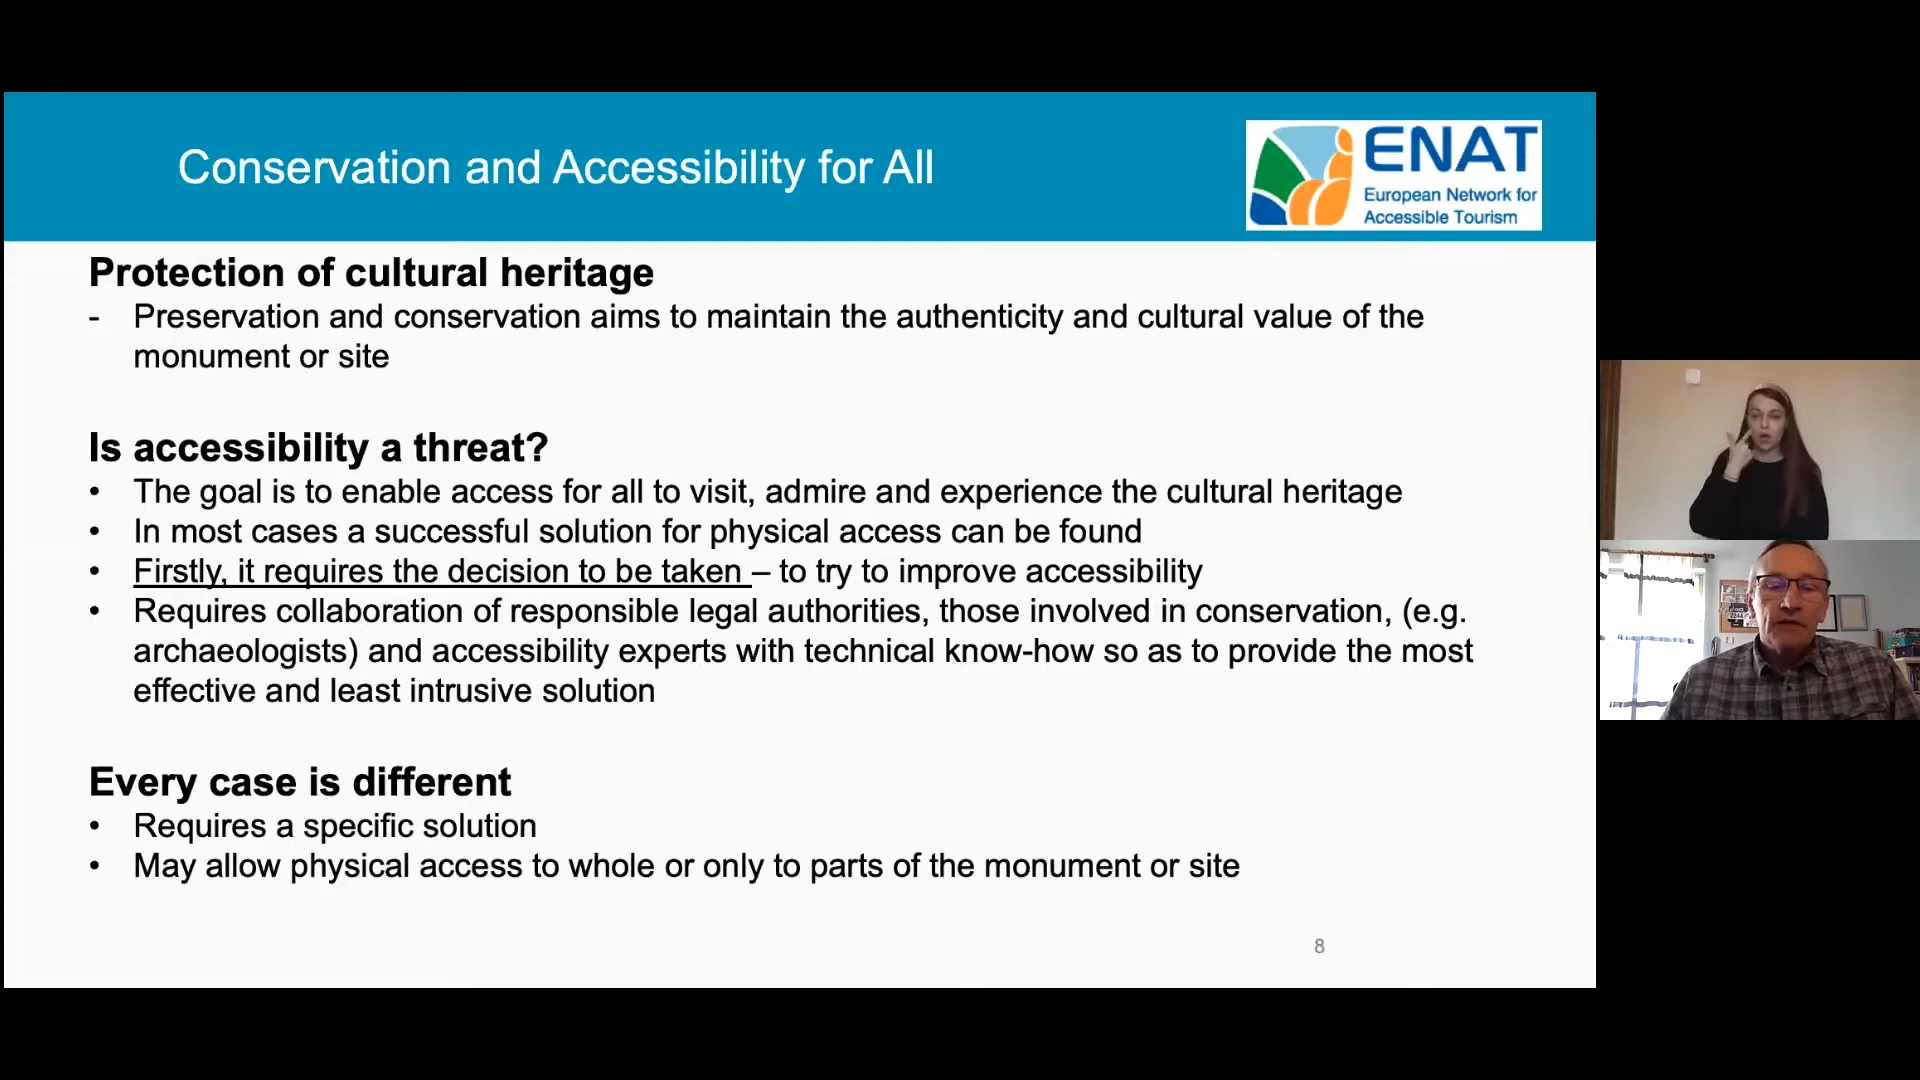 Conservation and Accessibility for All
ENAT
European Network for
Accessible Tourism
Protection of cultural heritage
- Preservation and conservation aims to maintain the authenticity and cultural value of the
monument or site
Is accessibility a threat?
• The goal is to enable access for all to visit, admire and experience the cultural heritage
• In most cases a successful solution for physical access can be found
• Firstly, it requires the decision to be taken – to try to improve accessibility
• Requires collaboration of responsible legal authorities, those involved in conservation, (e.g.
archaeologists) and accessibility experts with technical know-how so as to provide the most
effective and least intrusive solution
Every case is different
• Requires a specific solution
• May allow physical access to whole or only to parts of the monument or site
8